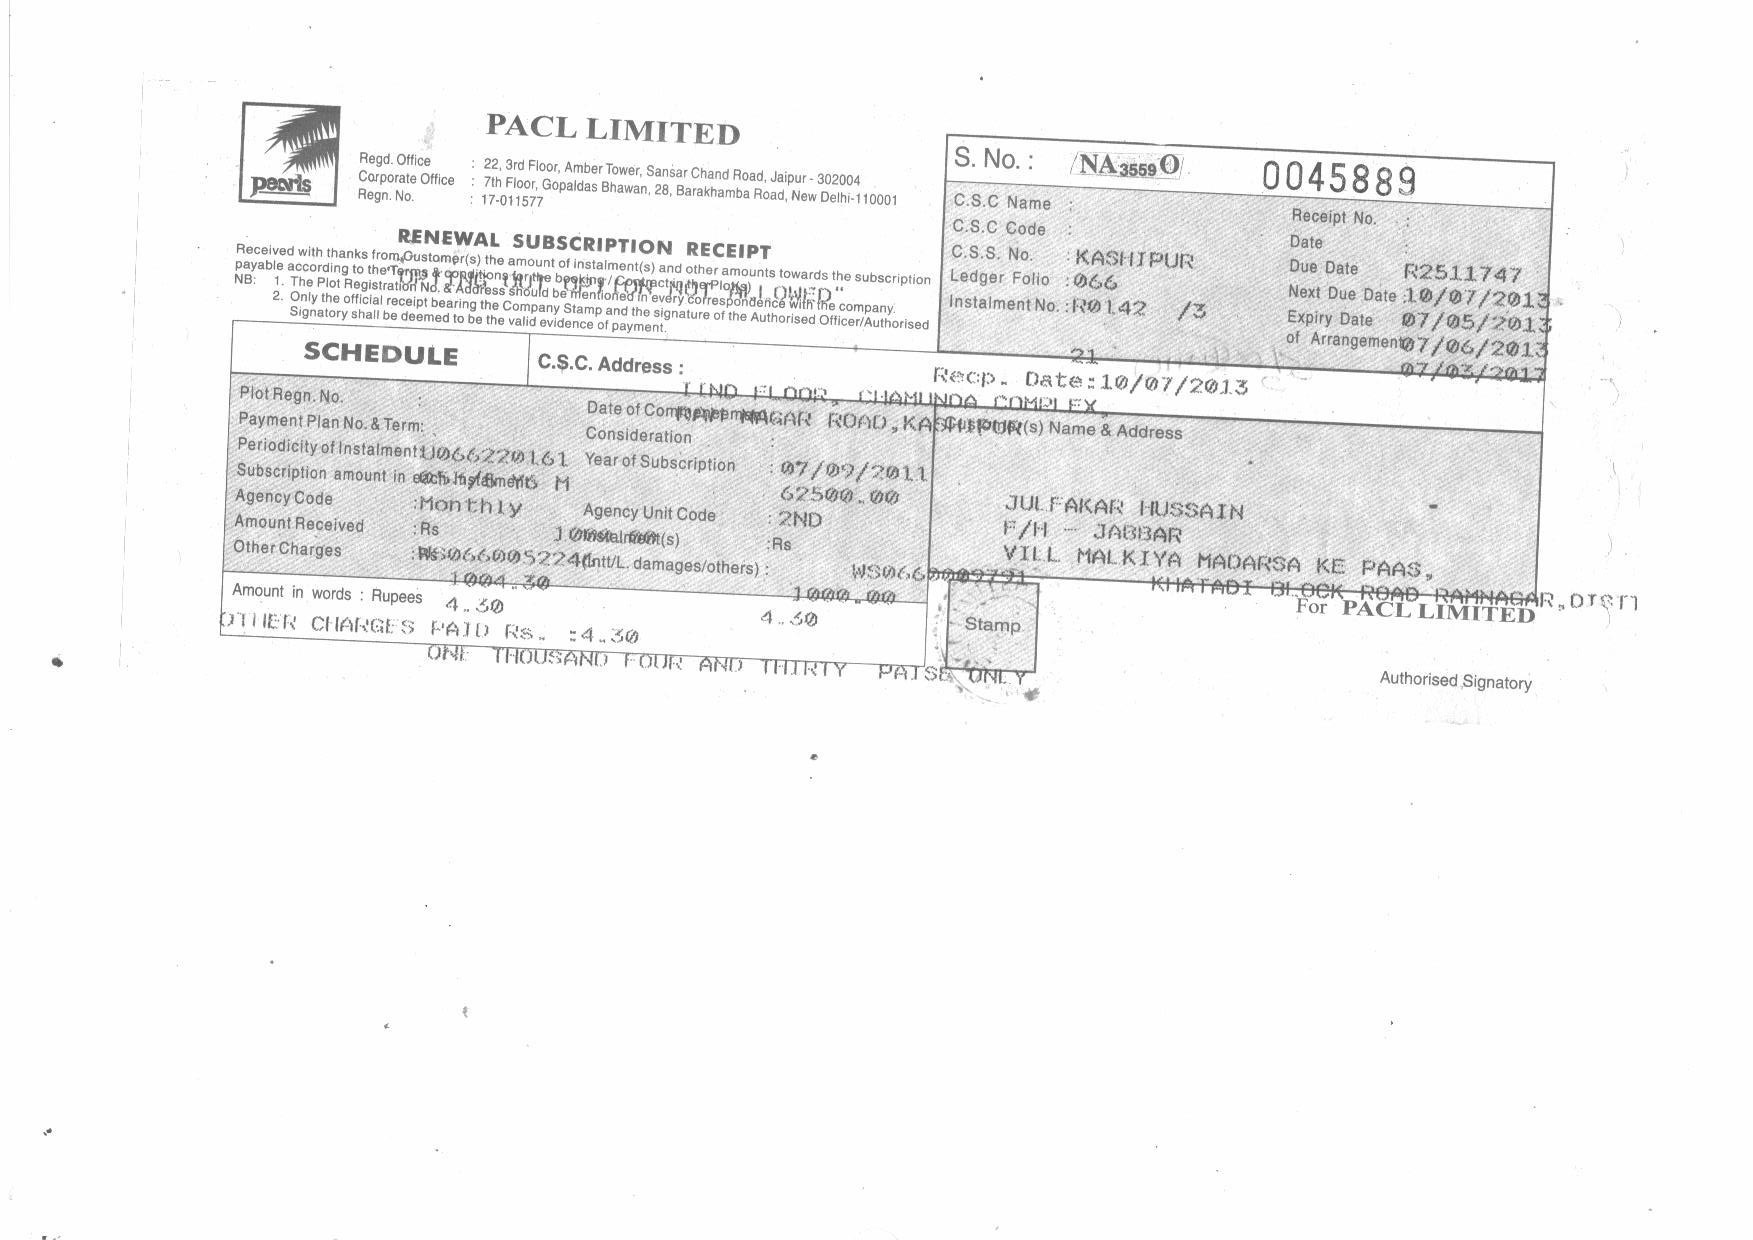 PACL LIMITED
pearls
Regd. Office : 22, 3rd Floor, Amber Tower, Sansar Chand Road, Jaipur - 302004
Corporate Office : 7th Floor, Gopaldas Bhawan, 28, Barakhamba Road, New Delhi-110001
Regn. No. : 17-011577
S. No. : NA 3559 O 0045889
C.S.C Name :
C.S.C Code :
C.S.S. No. : KASHIPUR
Ledger Folio : 066
Instalment No. : R0142 /3
21
Receipt No. :
Date :
Due Date R2511747
Next Due Date : 10/07/2013
Expiry Date 07/05/2013
of Arrangement 07/06/2013
07/03/2017
RENEWAL SUBSCRIPTION RECEIPT
Received with thanks from Customer(s) the amount of instalment(s) and other amounts towards the subscription
payable according to the "Terms & conditions for the booking / Contracting the Plot(s)
OUT OPTION NOT ALLOWED"
NB: 1. The Plot Registration No. & Address should be mentioned in every correspondence with the company.
2. Only the official receipt bearing the Company Stamp and the signature of the Authorised Officer/Authorised
Signatory shall be deemed to be the valid evidence of payment.
SCHEDULE
C.S.C. Address :
Recp. Date:10/07/2013
IIND FLOOR, CHAMUNDA COMPLEX,
NAGAR ROAD,KASHIPUR
Plot Regn. No. :
Payment Plan No. & Term:
Periodicity of Instalment: U066220161
Subscription amount in each Instalment M
Agency Code :Monthly
Amount Received :Rs
Other Charges : WS0660052240
1004.30
Date of Commencement
Consideration :
Year of Subscription : 07/09/2011
62500.00
Agency Unit Code : 2ND
Instalment(s) :Rs
(Intt/L. damages/others) : WS0660009791
1000.00
Customer(s) Name & Address
JULFAKAR HUSSAIN
F/H - JABBAR
VILL MALKIYA MADARSA KE PAAS,
KHATADI BLOCK ROAD RAMNAGAR,DISTT
Amount in words : Rupees 4.30 4.30
OTHER CHARGES PAID Rs. :4.30
ONE THOUSAND FOUR AND THIRTY PAISE ONLY
Stamp
For PACL LIMITED
Authorised Signatory